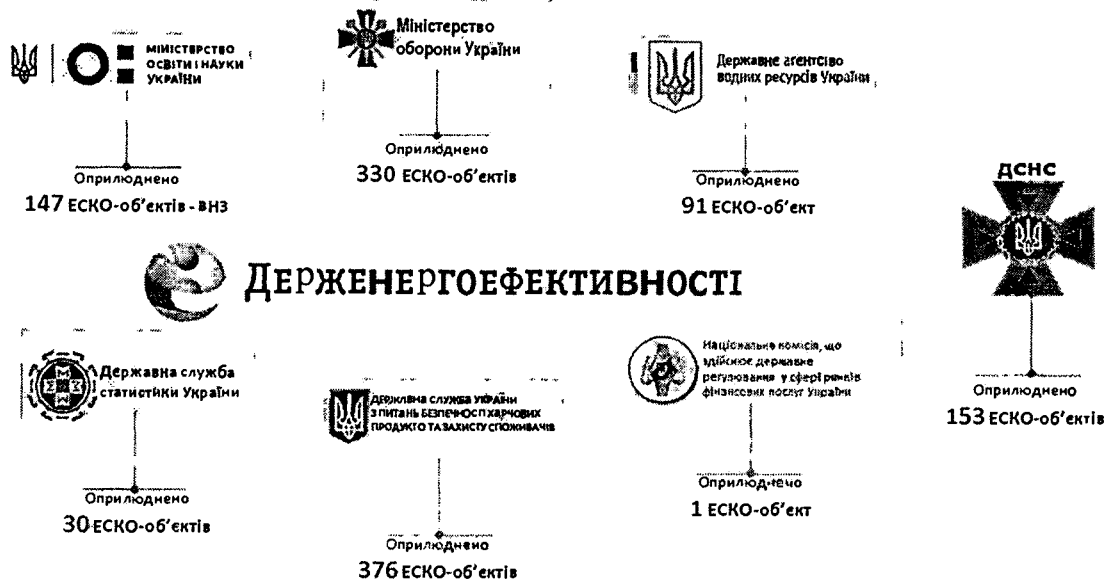 МІНІСТЕРСТВО
ОСВІТИ І НАУКИ
УКРАЇНИ
Оприлюднено
147 ЕСКО-об'єктів - ВНЗ
Міністерство
оборони України
Оприлюднено
330 ЕСКО-об'єктів
Державне агентство
водних ресурсів України
Оприлюднено
91 ЕСКО-об'єкт
ДСНС
Оприлюднено
153 ЕСКО-об'єктів
ДЕРЖЕНЕРГОЕФЕКТИВНОСТІ
Державна служба
статистики України
Оприлюднено
30 ЕСКО-об'єктів
ДЕРЖАВНА СЛУЖБА УКРАЇНИ
З ПИТАНЬ БЕЗПЕЧНОСТІ ХАРЧОВИХ
ПРОДУКТО ТА ЗАХИСТУ СПОЖИВАЧІВ
Оприлюднено
376 ЕСКО-об'єктів
Національна комісія, що
здійснює державне
регулювання у сфері ринків
фінансових послуг України
Оприлюднено
1 ЕСКО-об'єкт